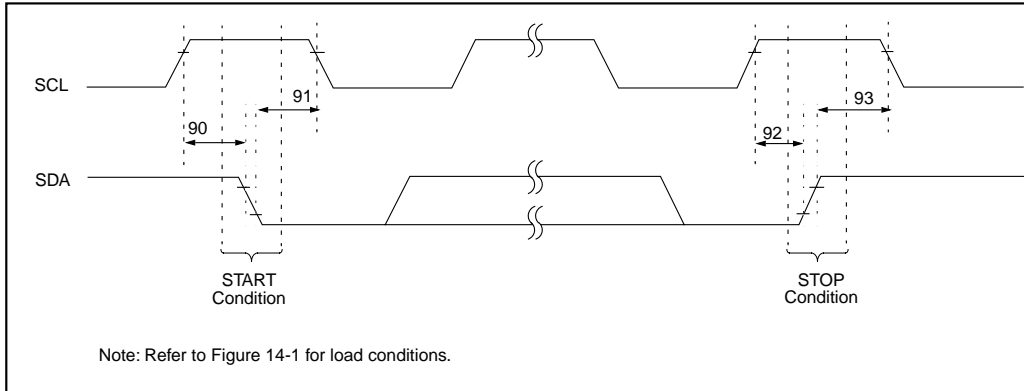 SCL
91
93
90
92
SDA
START
Condition
STOP
Condition
Note: Refer to Figure 14-1 for load conditions.